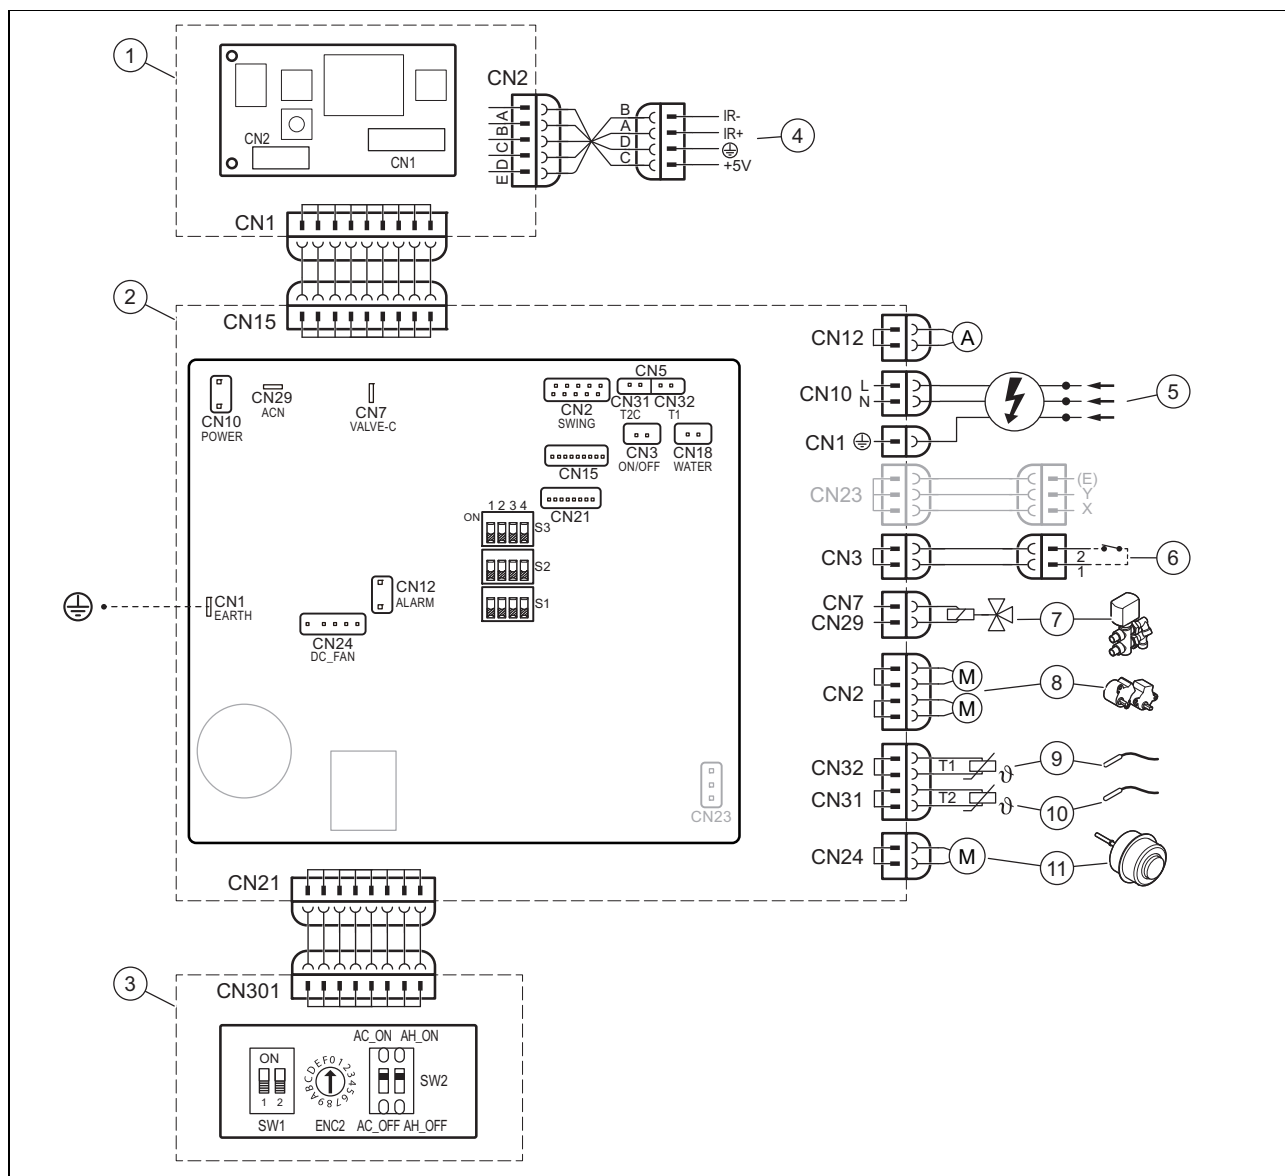 1
CN2
CN2
CN1
A
B
C
D
E
B
A
D
C
IR-
IR+
+5V
4
CN1
2
CN15
CN12
A
CN10
L
N
5
CN1
CN23
(E)
Y
X
CN3
2
1
6
CN7
CN29
7
CN2
M
M
8
CN32
T1
ϑ
9
CN31
T2
ϑ
10
CN24
M
11
CN10
POWER
CN29
ACN
CN7
VALVE-C
CN2
SWING
CN5
CN31
T2C
CN32
T1
CN3
ON/OFF
CN18
WATER
CN15
CN21
1 2 3 4
ON
S3
S2
S1
CN12
ALARM
CN1
EARTH
CN24
DC_FAN
CN23
CN21
3
CN301
AC_ON AH_ON
ON
1 2
SW1
0123456789ABCDEF
ENC2
SW2
AC_OFF AH_OFF